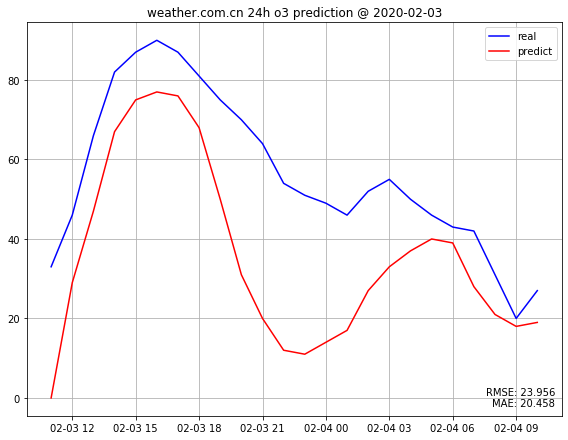 weather.com.cn 24h o3 prediction @ 2020-02-03
real
predict
80
60
40
20
0
RMSE: 23.956
MAE: 20.458
02-03 12 02-03 15 02-03 18 02-03 21 02-04 00 02-04 03 02-04 06 02-04 09